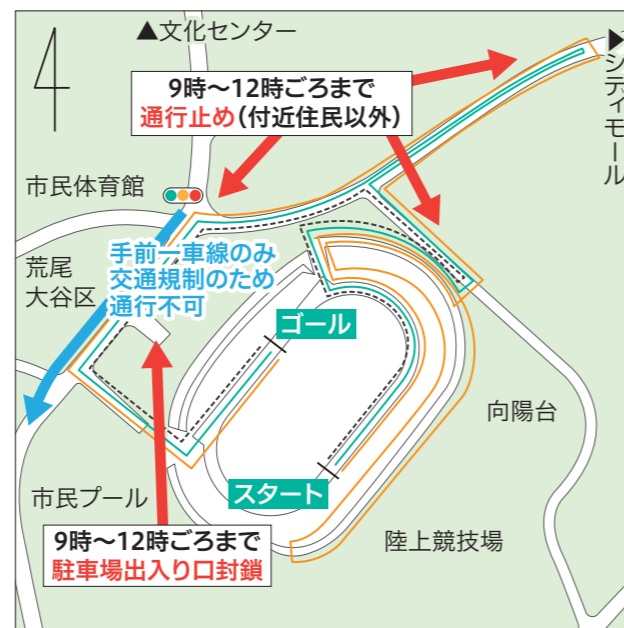 ▲文化センター
▶シティモール
9時～12時ごろまで
通行止め(付近住民以外)
市民体育館
手前一車線のみ
交通規制のため
通行不可
荒尾
大谷区
ゴール
向陽台
スタート
市民プール
陸上競技場
9時～12時ごろまで
駐車場出入り口封鎖